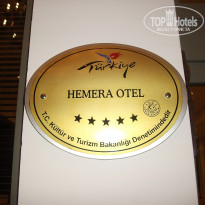 TOP Hotels
Türkiye
HEMERA OTEL
T.C. Kültür ve Turizm Bakanlığı Denetimindedir